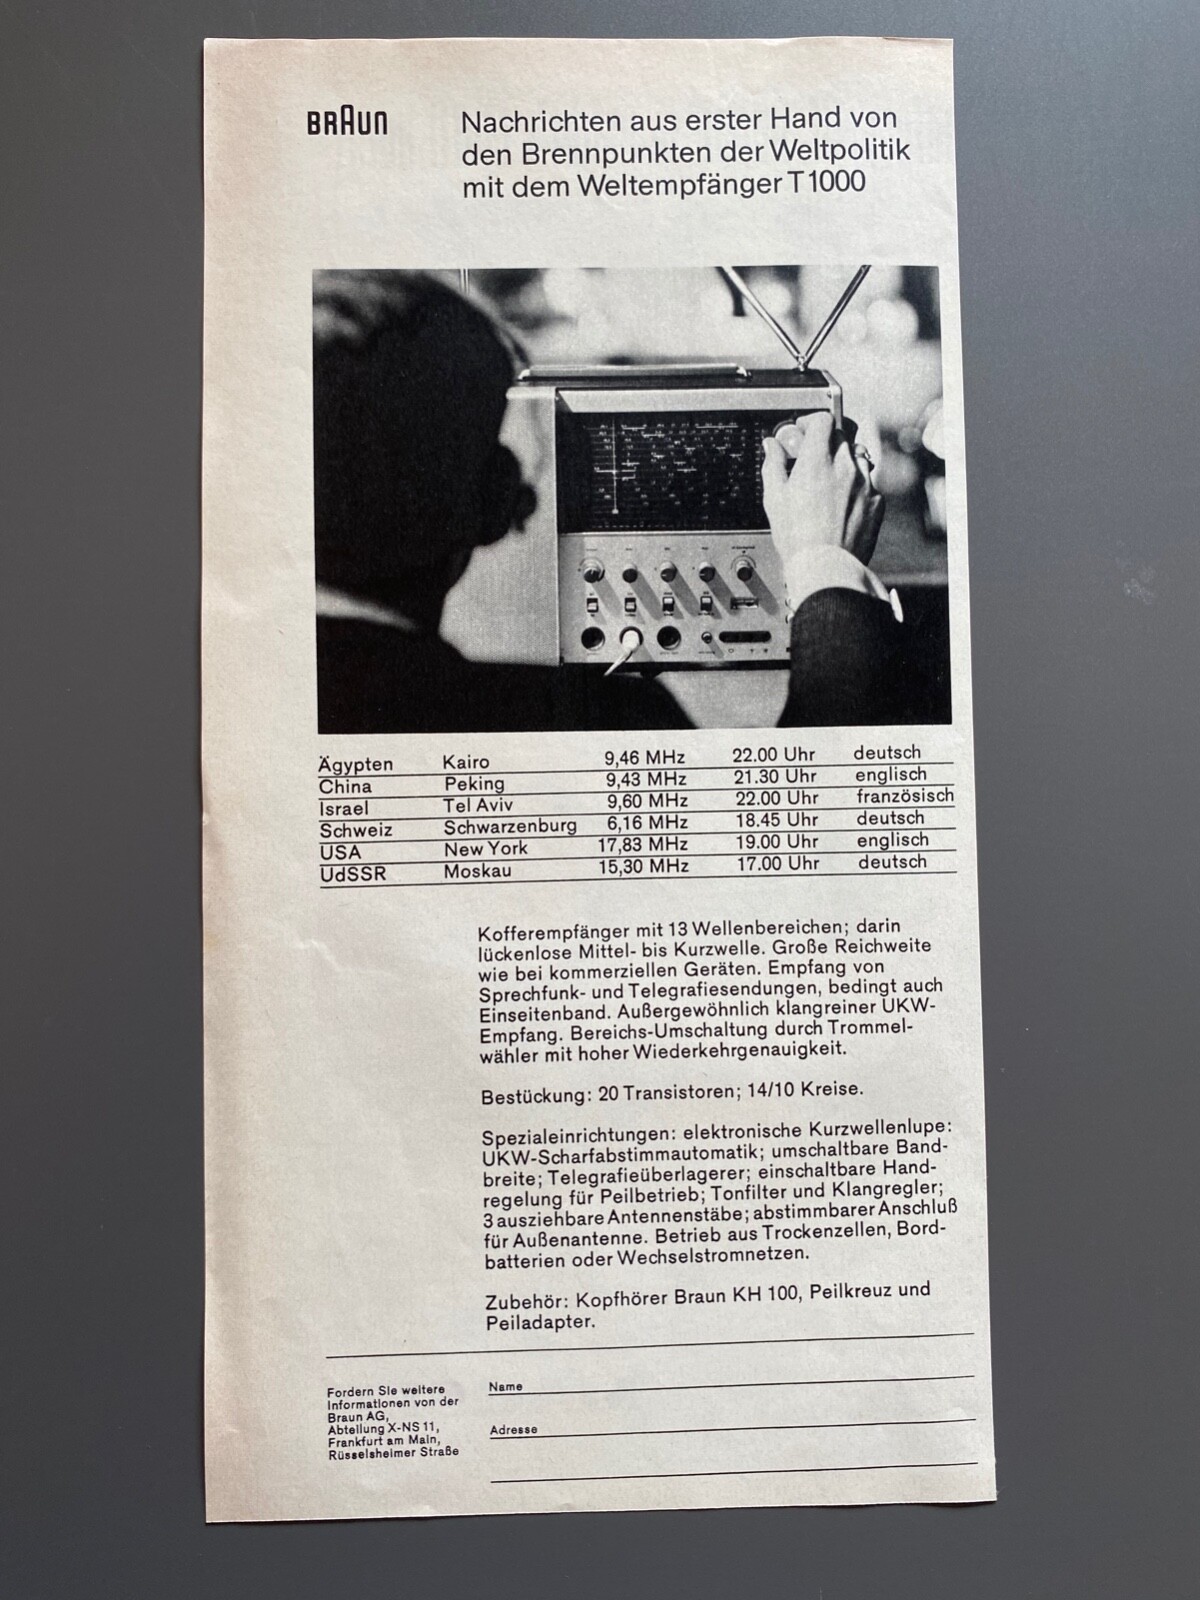 BRAUN
Nachrichten aus erster Hand von
den Brennpunkten der Weltpolitik
mit dem Weltempfänger T 1000
Ägypten Kairo 9,46 MHz 22.00 Uhr deutsch
China Peking 9,43 MHz 21.30 Uhr englisch
Israel Tel Aviv 9,60 MHz 22.00 Uhr französisch
Schweiz Schwarzenburg 6,16 MHz 18.45 Uhr deutsch
USA New York 17,83 MHz 19.00 Uhr englisch
UdSSR Moskau 15,30 MHz 17.00 Uhr deutsch
Kofferempfänger mit 13 Wellenbereichen; darin
lückenlose Mittel- bis Kurzwelle. Große Reichweite
wie bei kommerziellen Geräten. Empfang von
Sprechfunk- und Telegrafiesendungen, bedingt auch
Einseitenband. Außergewöhnlich klangreiner UKW-
Empfang. Bereichs-Umschaltung durch Trommel-
wähler mit hoher Wiederkehrgenauigkeit.
Bestückung: 20 Transistoren; 14/10 Kreise.
Spezialeinrichtungen: elektronische Kurzwellenlupe:
UKW-Scharfabstimmautomatik; umschaltbare Band-
breite; Telegrafieüberlagerer; einschaltbare Hand-
regelung für Peilbetrieb; Tonfilter und Klangregler;
3 ausziehbare Antennenstäbe; abstimmbarer Anschluß
für Außenantenne. Betrieb aus Trockenzellen, Bord-
batterien oder Wechselstromnetzen.
Zubehör: Kopfhörer Braun KH 100, Peilkreuz und
Peiladapter.
Fordern Sie weitere
Informationen von der
Braun AG,
Abteilung X-NS 11,
Frankfurt am Main,
Rüsselsheimer Straße
Name
Adresse